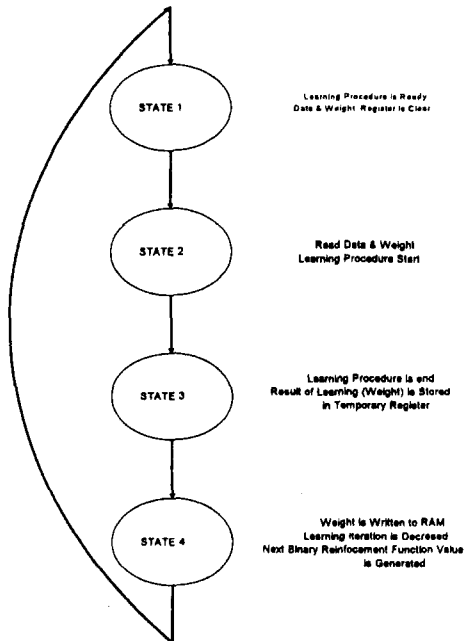 STATE 1
Learning Procedure is Ready
Data & Weight Register is Clear
STATE 2
Read Data & Weight
Learning Procedure Start
STATE 3
Learning Procedure is end
Result of Learning (Weight) is Stored
in Temporary Register
STATE 4
Weight is Written to RAM
Learning Iteration is Decresed
Next Binary Reinfocement Function Value
is Generated